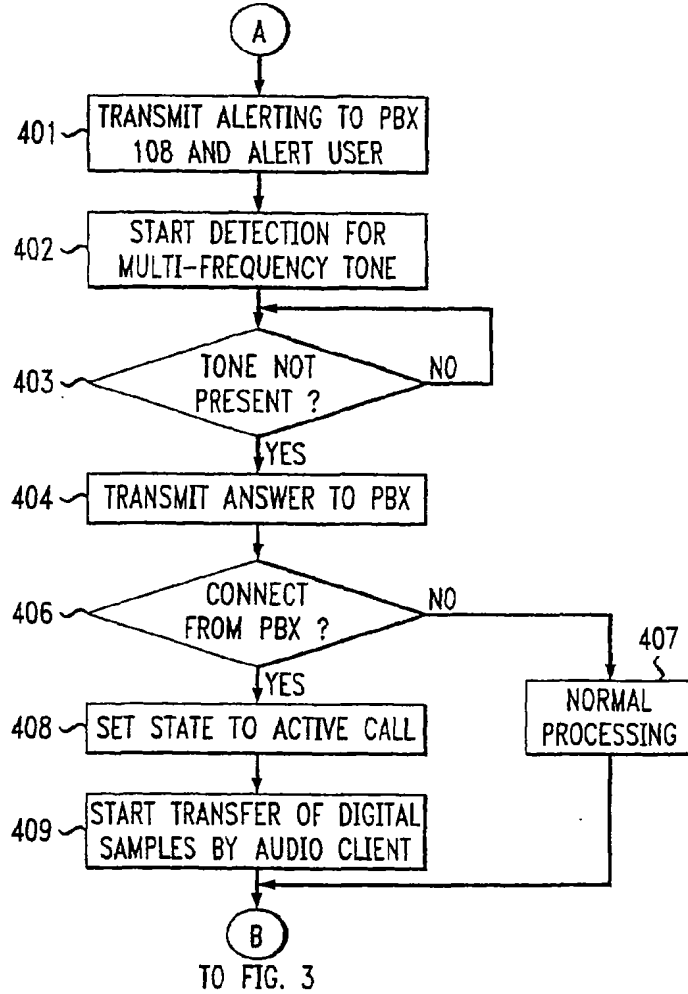 A
401
TRANSMIT ALERTING TO PBX
108 AND ALERT USER
402
START DETECTION FOR
MULTI-FREQUENCY TONE
403
TONE NOT
PRESENT ?
NO
YES
404
TRANSMIT ANSWER TO PBX
406
CONNECT
FROM PBX ?
NO
YES
407
NORMAL
PROCESSING
408
SET STATE TO ACTIVE CALL
409
START TRANSFER OF DIGITAL
SAMPLES BY AUDIO CLIENT
B
TO FIG. 3